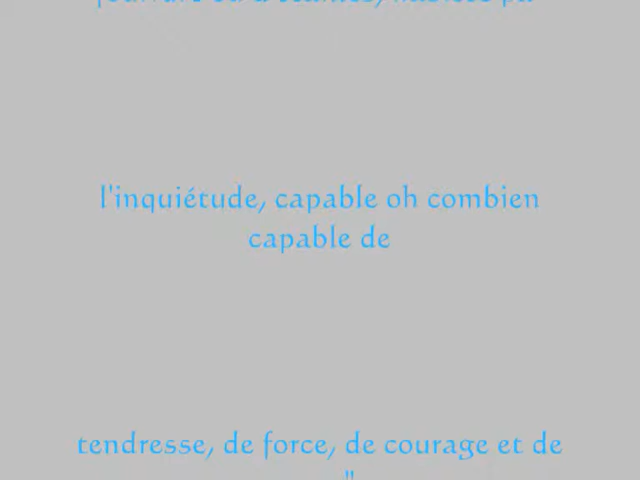 l'inquiétude, capable oh combien
capable de
tendresse, de force, de courage et de
"